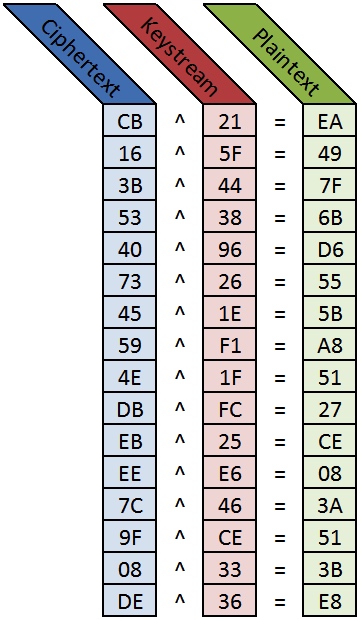 Ciphertext Keystream Plaintext
CB ^ 21 = EA
16 ^ 5F = 49
3B ^ 44 = 7F
53 ^ 38 = 6B
40 ^ 96 = D6
73 ^ 26 = 55
45 ^ 1E = 5B
59 ^ F1 = A8
4E ^ 1F = 51
DB ^ FC = 27
EB ^ 25 = CE
EE ^ E6 = 08
7C ^ 46 = 3A
9F ^ CE = 51
08 ^ 33 = 3B
DE ^ 36 = E8